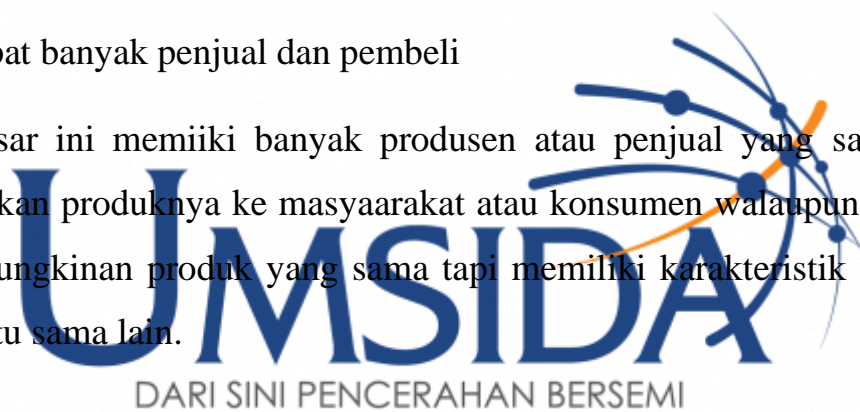 pat banyak penjual dan pembeli
sar ini memiiki banyak produsen atau penjual yang sa
kan produknya ke masyaarakat atau konsumen walaupun
ungkinan produk yang sama tapi memiliki karakteristik
tu sama lain.
UMSIDA
DARI SINI PENCERAHAN BERSEMI